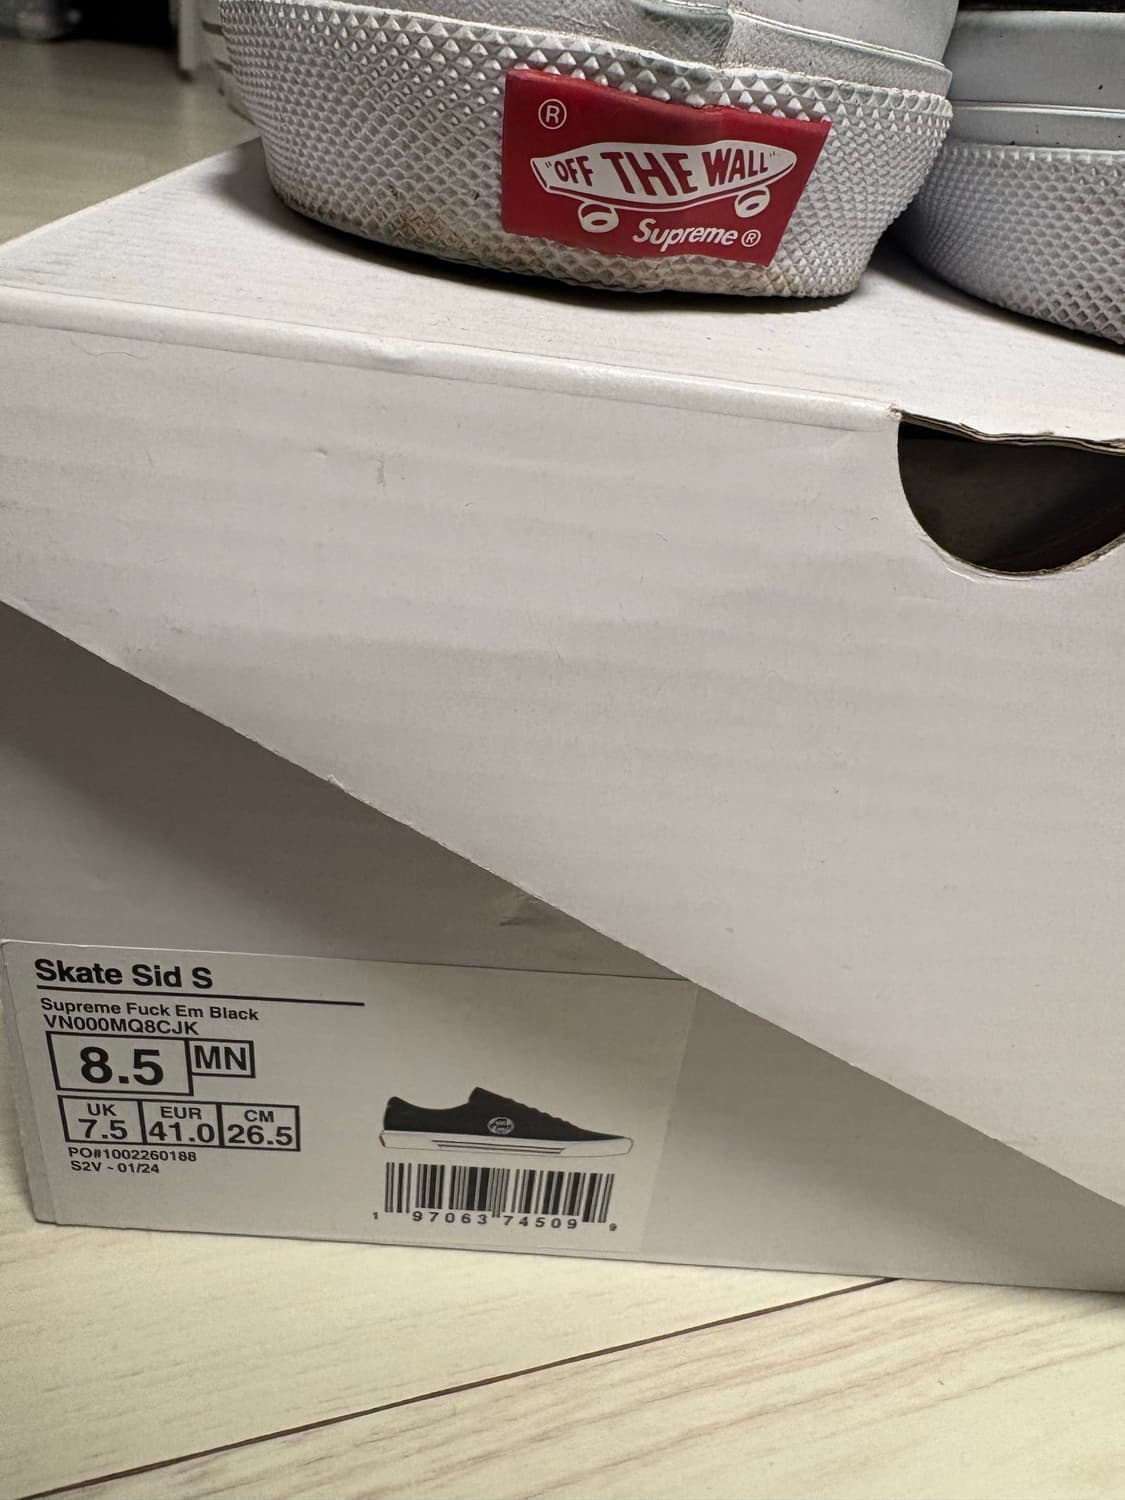 ®
"OFF THE WALL"
Supreme ®
Skate Sid S
Supreme Fuck Em Black
VN000MQ8CJK
8.5 MN
UK EUR CM
7.5 41.0 26.5
PO#1002260188
S2V - 01/24
1 97063 74509 9